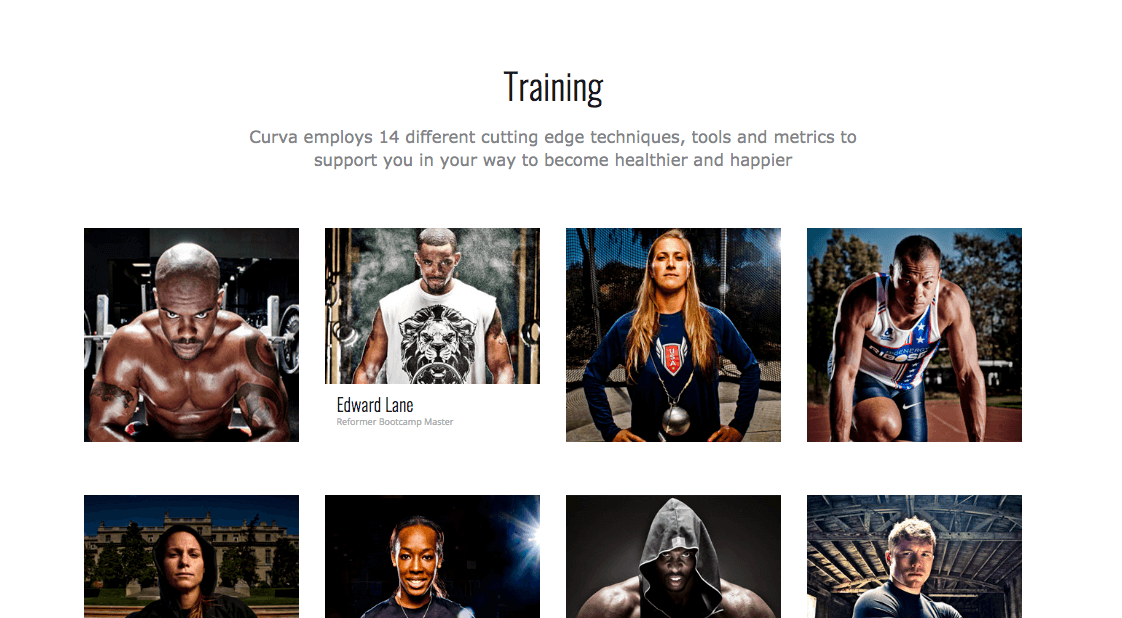 Training
Curva employs 14 different cutting edge techniques, tools and metrics to
support you in your way to become healthier and happier
USA
Edward Lane
Reformer Bootcamp Master